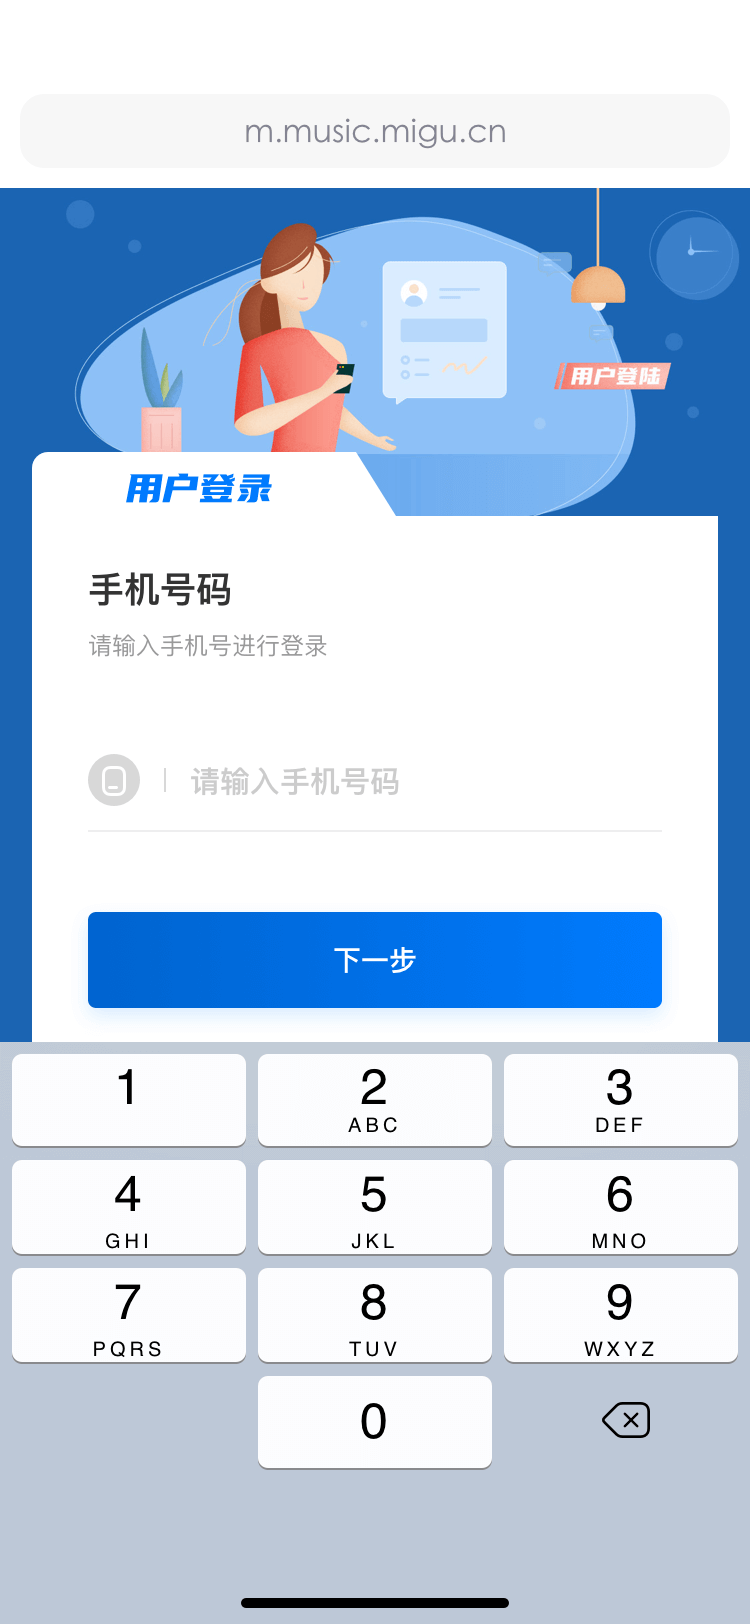 m.music.migu.cn
用户登陆
用户登录
手机号码
请输入手机号进行登录
请输入手机号码
下一步
1
2
ABC
3
DEF
4
GHI
5
JKL
6
MNO
7
PQRS
8
TUV
9
WXYZ
0